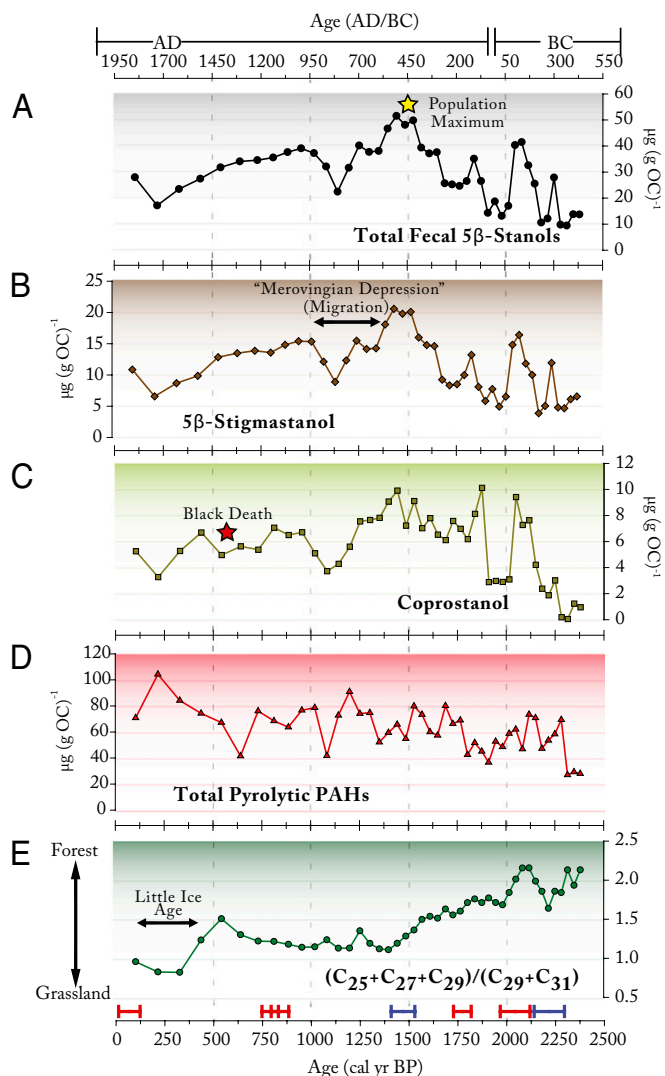 Age (AD/BC)
AD BC
1950 1700 1450 1200 950 700 450 200 50 300 550
A
60
50
40
30
20
10
0
µg (g OC)⁻¹
Population
Maximum
Total Fecal 5β-Stanols
B
25
20
15
10
5
0
µg (g OC)⁻¹
“Merovingian Depression”
(Migration)
5β-Stigmastanol
C
12
10
8
6
4
2
0
µg (g OC)⁻¹
Black Death
Coprostanol
D
120
100
80
60
40
20
0
µg (g OC)⁻¹
Total Pyrolytic PAHs
E
Forest
Grassland
2.5
2.0
1.5
1.0
0.5
Little Ice
Age
(C₂₅+C₂₇+C₂₉)/(C₂₉+C₃₁)
0 250 500 750 1000 1250 1500 1750 2000 2250 2500
Age (cal yr BP)